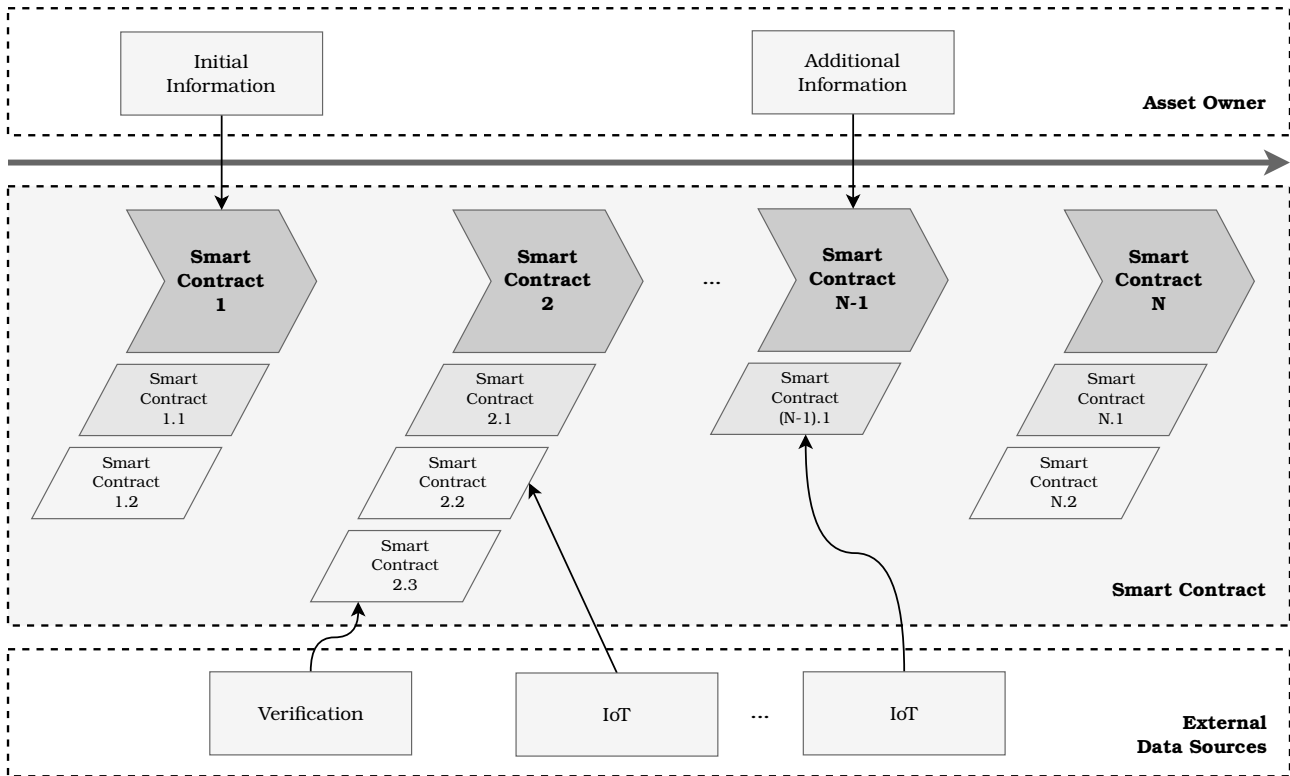 Initial
Information
Additional
Information
Asset Owner
Smart
Contract
1
Smart
Contract
2
...
Smart
Contract
N-1
Smart
Contract
N
Smart
Contract
1.1
Smart
Contract
2.1
Smart
Contract
(N-1).1
Smart
Contract
N.1
Smart
Contract
1.2
Smart
Contract
2.2
Smart
Contract
N.2
Smart
Contract
2.3
Smart Contract
Verification
IoT
...
IoT
External
Data Sources